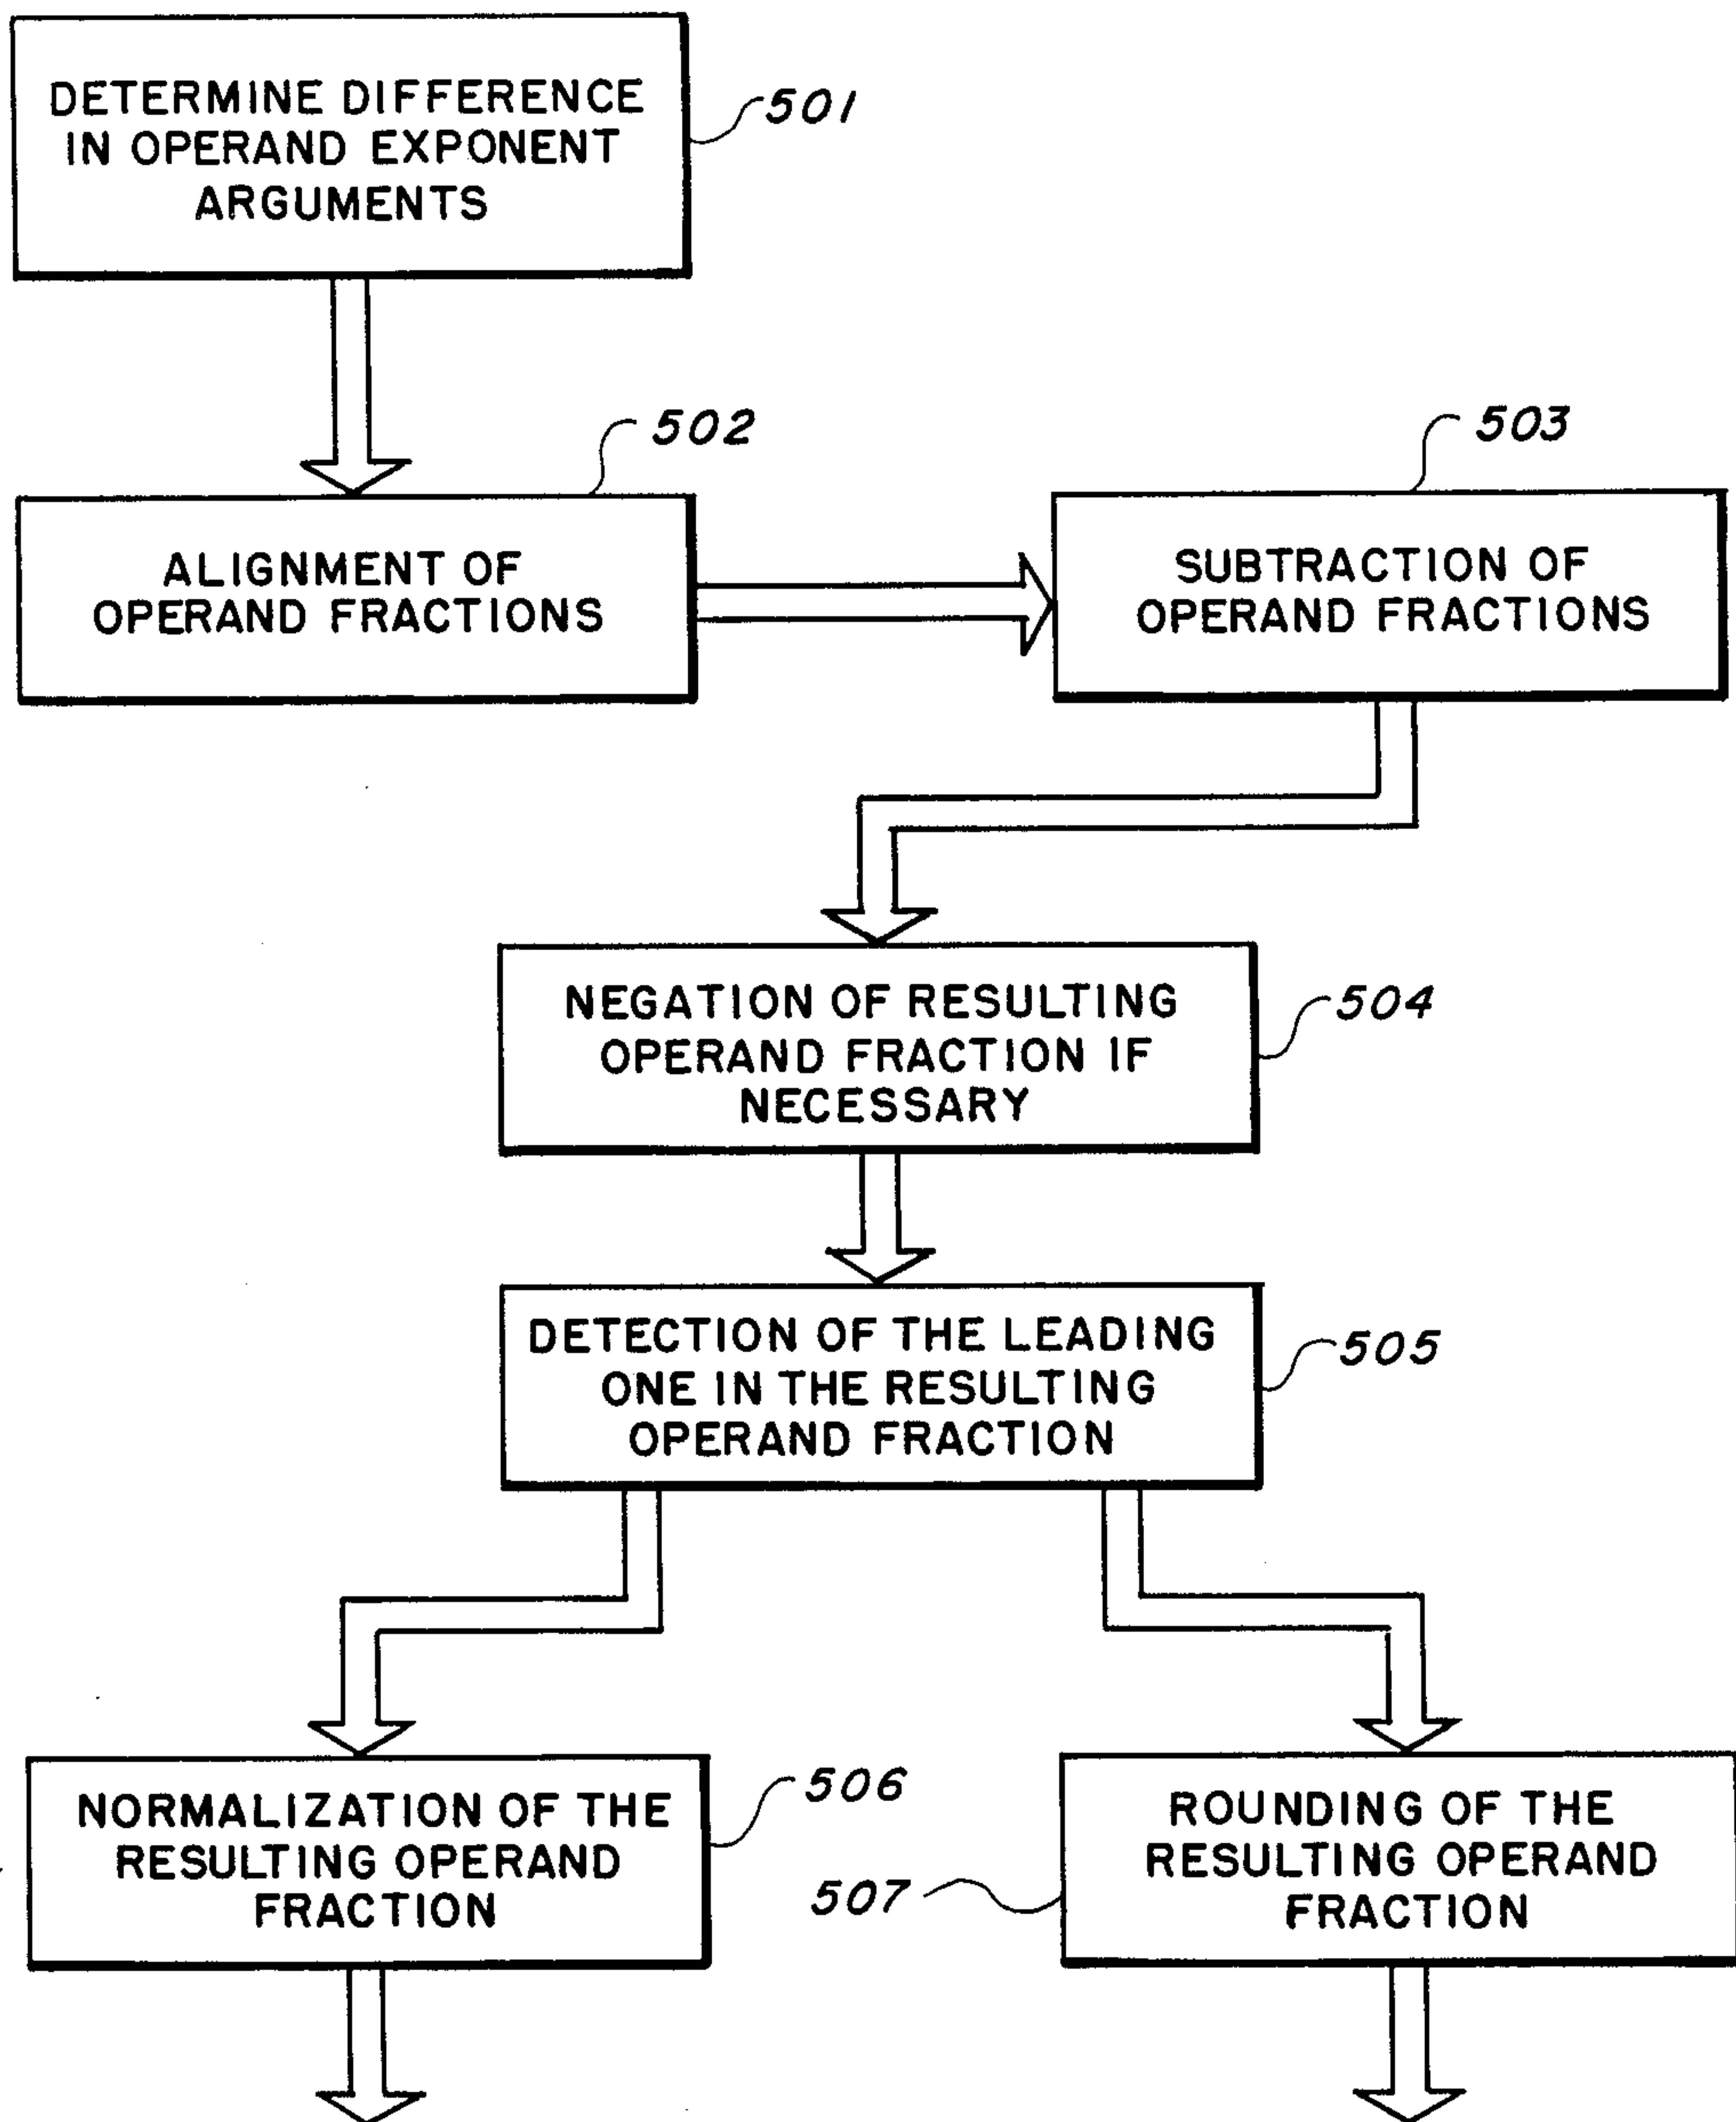 DETERMINE DIFFERENCE
IN OPERAND EXPONENT
ARGUMENTS
501
502
ALIGNMENT OF
OPERAND FRACTIONS
503
SUBTRACTION OF
OPERAND FRACTIONS
NEGATION OF RESULTING
OPERAND FRACTION IF
NECESSARY
504
DETECTION OF THE LEADING
ONE IN THE RESULTING
OPERAND FRACTION
505
NORMALIZATION OF THE
RESULTING OPERAND
FRACTION
506
507
ROUNDING OF THE
RESULTING OPERAND
FRACTION